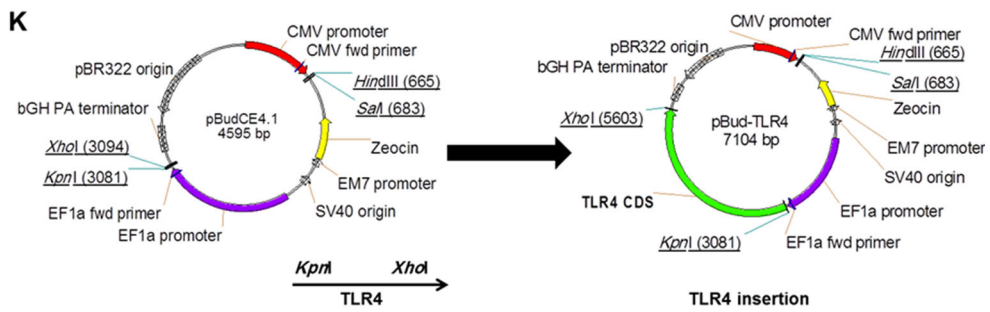 K
CMV promoter
CMV fwd primer
HindIII (665)
SalI (683)
Zeocin
EM7 promoter
SV40 origin
pBR322 origin
bGH PA terminator
pBudCE4.1
4595 bp
XhoI (3094)
KpnI (3081)
EF1a fwd primer
EF1a promoter
KpnI XhoI
TLR4
CMV promoter
CMV fwd primer
HindIII (665)
SalI (683)
Zeocin
EM7 promoter
SV40 origin
EF1a promoter
EF1a fwd primer
pBR322 origin
bGH PA terminator
XhoI (5603)
pBud-TLR4
7104 bp
TLR4 CDS
KpnI (3081)
TLR4 insertion